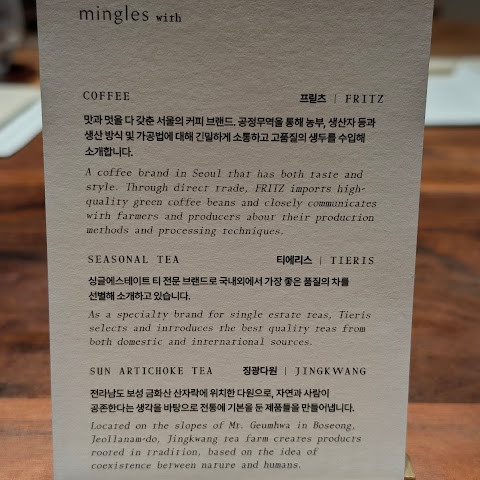 mingles wirh
COFFEE 프릳츠 | FRITZ
맛과 멋을 다 갖춘 서울의 커피 브랜드. 공정무역을 통해 농부, 생산자 등과
생산 방식 및 가공법에 대해 긴밀하게 소통하고 고품질의 생두를 수입해
소개합니다.
A coffee brand in Seoul that has both taste and
style. Through direct trade, FRITZ imports high-
quality green coffee beans and closely communicates
with farmers and producers about their production
methods and processing techniques.
SEASONAL TEA 티에리스 | TIERIS
싱글에스테이트 티 전문 브랜드로 국내외에서 가장 좋은 품질의 차를
선별해 소개하고 있습니다.
As a specialty brand for single estate teas, Tieris
selects and introduces the best quality teas from
both domestic and international sources.
SUN ARTICHOKE TEA 징광다원 | JINGKWANG
전라남도 보성 금화산 산자락에 위치한 다원으로, 자연과 사람이
공존한다는 생각을 바탕으로 전통에 기본을 둔 제품들을 만들어냅니다.
Located on the slopes of Mt. Geumhwa in Boseong,
Jeollanam-do, Jingkwang tea farm creates products
rooted in tradition, based on the idea of
coexistence between nature and humans.